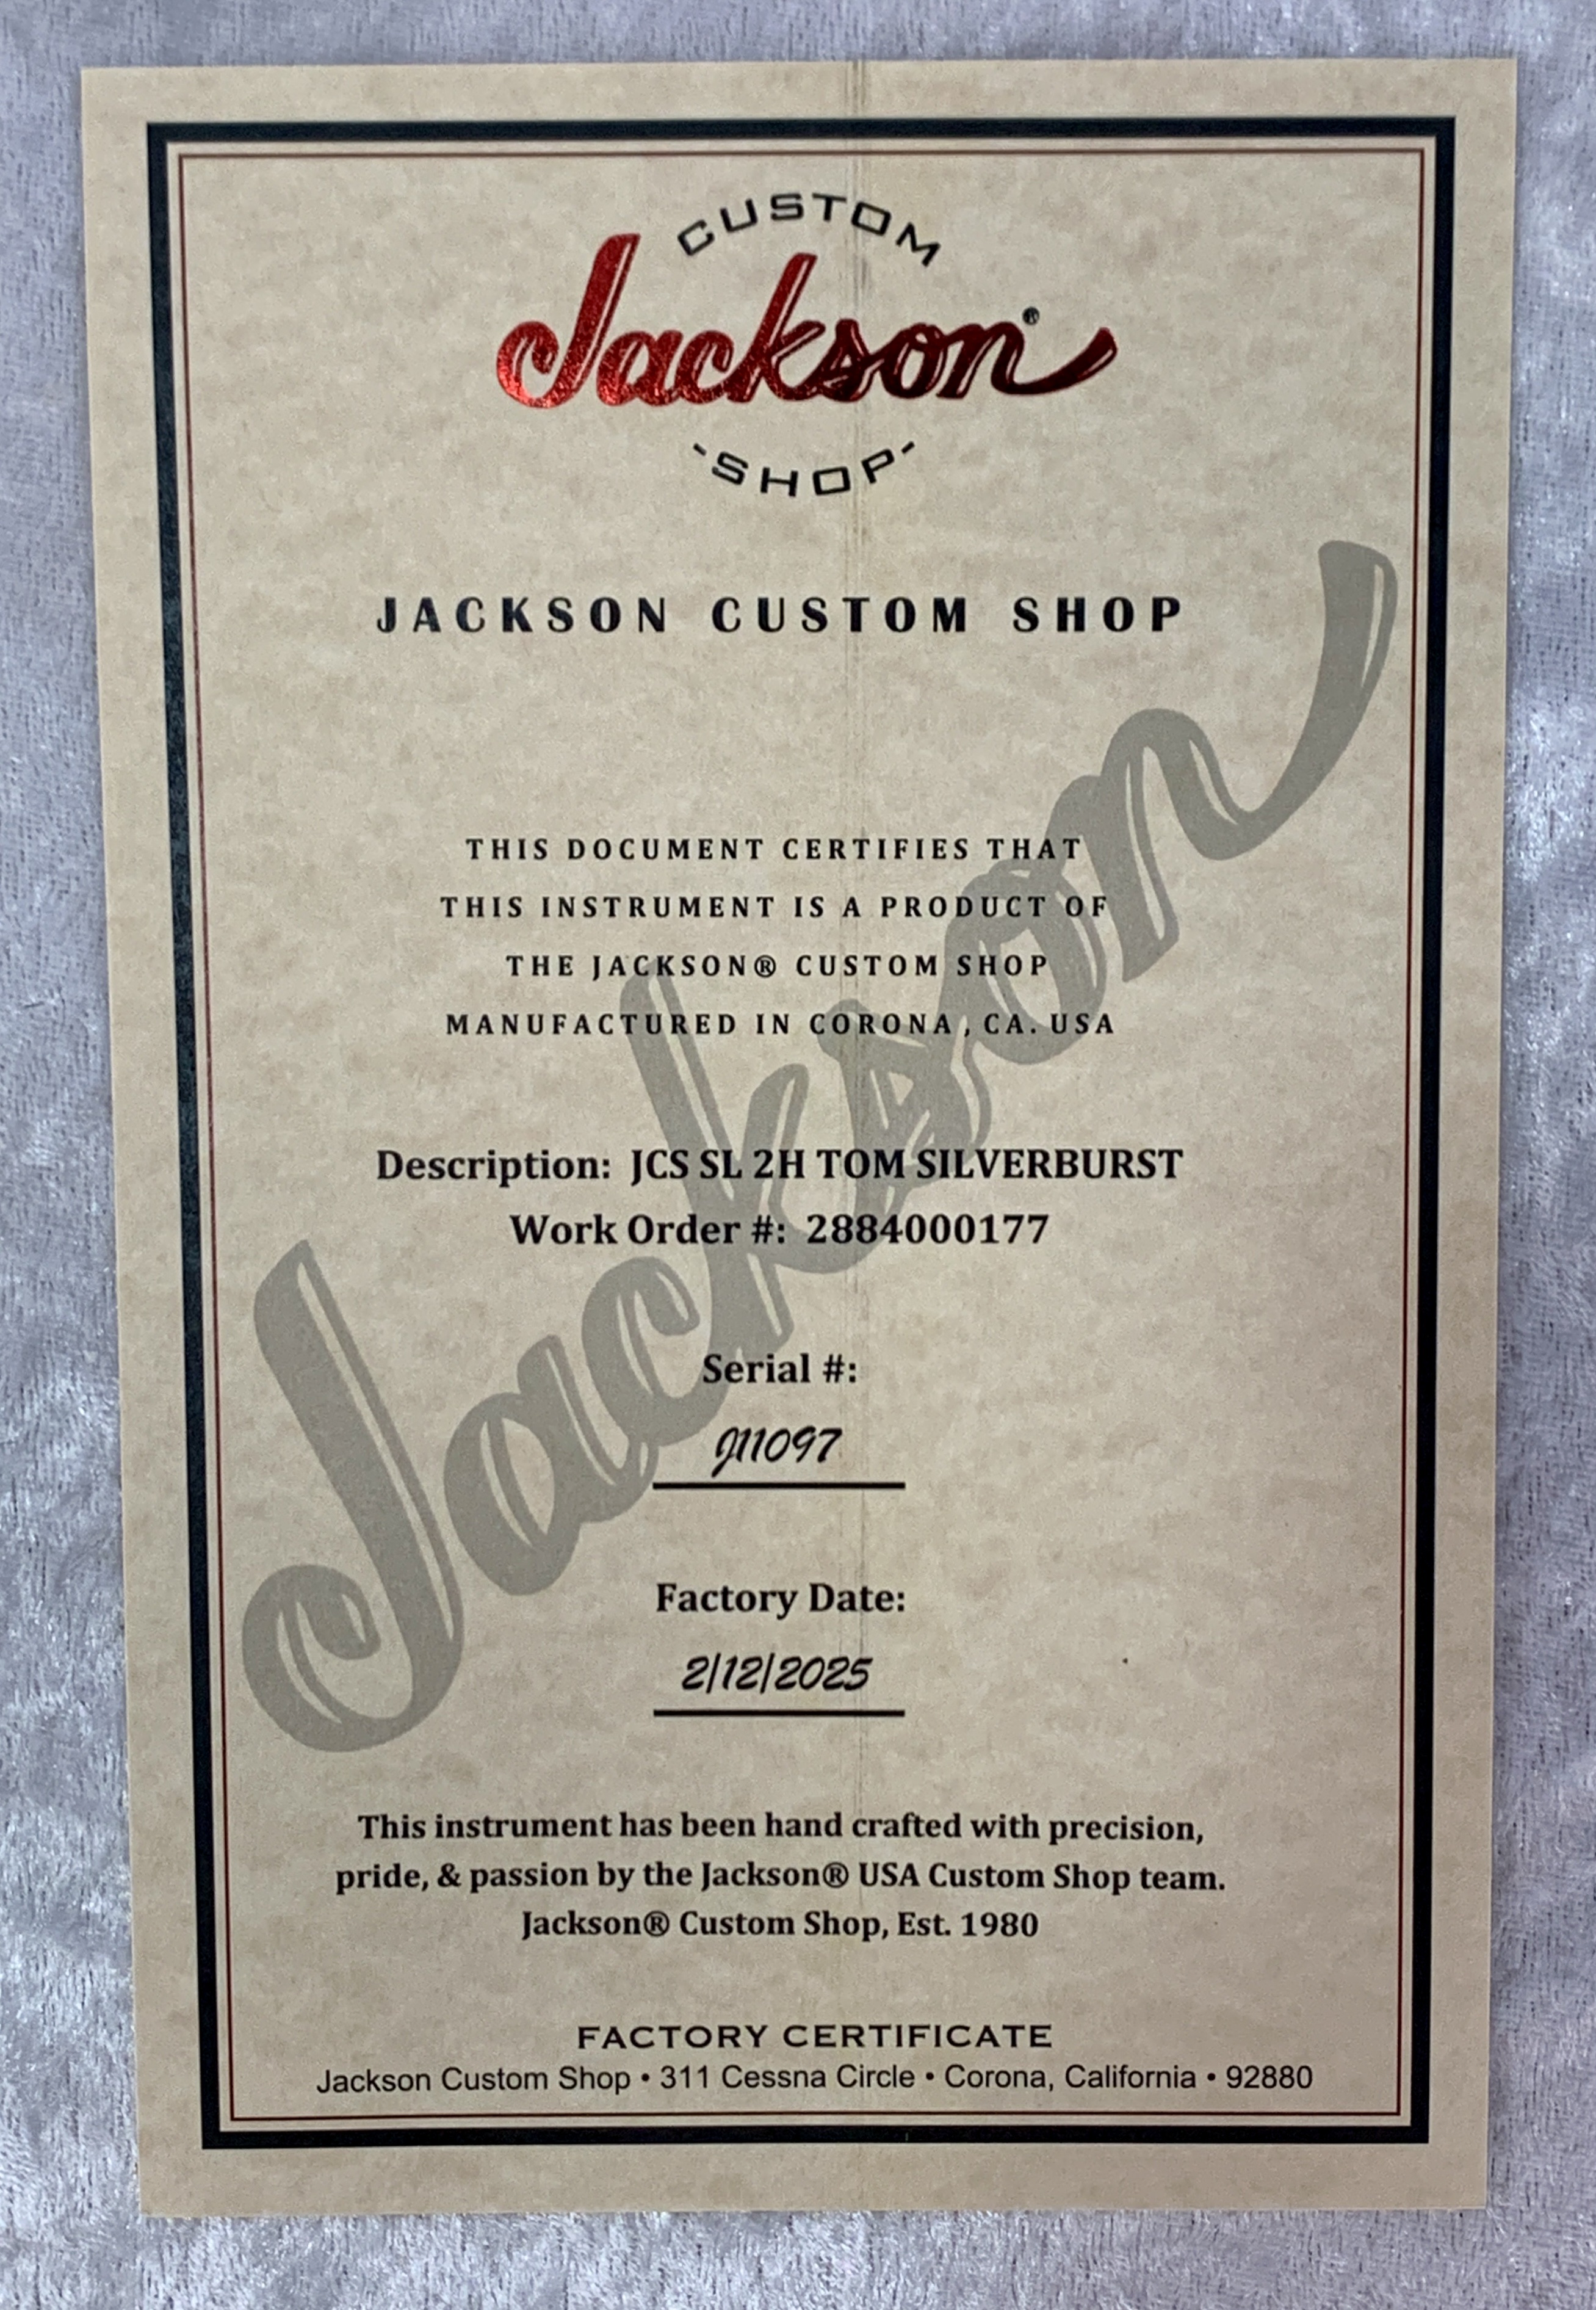 CUSTOM
Jackson®
-SHOP-
JACKSON CUSTOM SHOP
THIS DOCUMENT CERTIFIES THAT
THIS INSTRUMENT IS A PRODUCT OF
THE JACKSON® CUSTOM SHOP
MANUFACTURED IN CORONA, CA. USA
Jackson
Description: JCS SL 2H TOM SILVERBURST
Work Order #: 2884000177
Serial #:
J11097
Factory Date:
2/12/2025
This instrument has been hand crafted with precision,
pride, & passion by the Jackson® USA Custom Shop team.
Jackson® Custom Shop, Est. 1980
FACTORY CERTIFICATE
Jackson Custom Shop • 311 Cessna Circle • Corona, California • 92880